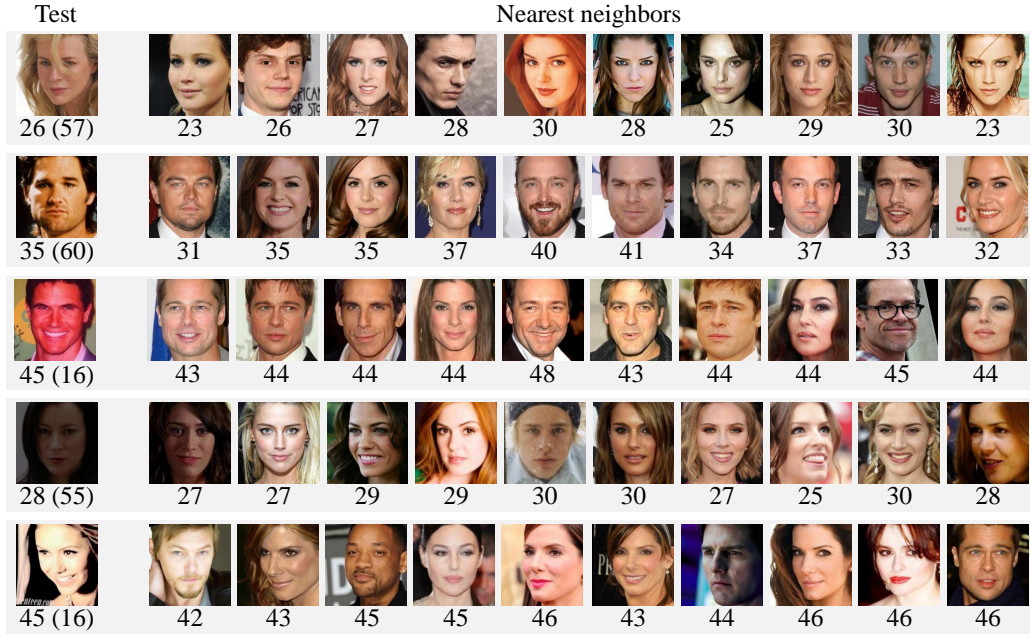 Test Nearest neighbors
26 (57) 23 26 27 28 30 28 25 29 30 23
35 (60) 31 35 35 37 40 41 34 37 33 32
45 (16) 43 44 44 44 48 43 44 44 45 44
28 (55) 27 27 29 29 30 30 27 25 30 28
45 (16) 42 43 45 45 46 43 44 46 46 46